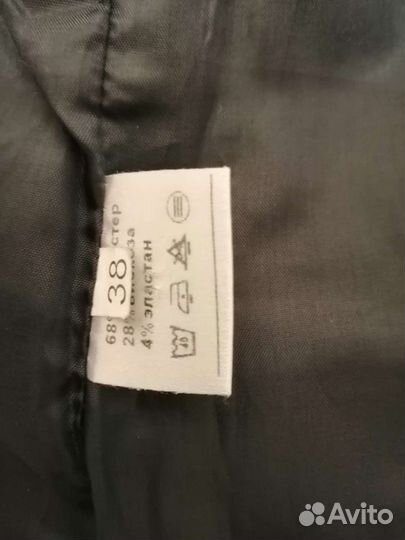 38
68% стер
28% вискоза
4% эластан
40
Avito